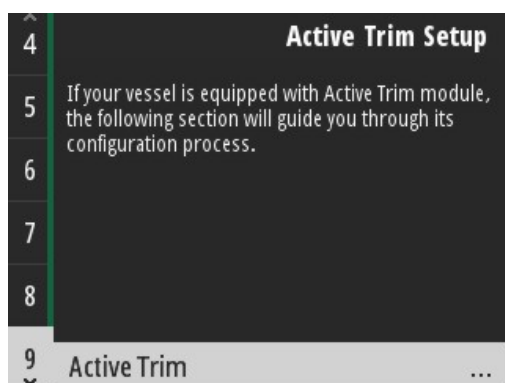 4
Active Trim Setup
5
If your vessel is equipped with Active Trim module,
the following section will guide you through its
configuration process.
6
7
8
9
Active Trim ...